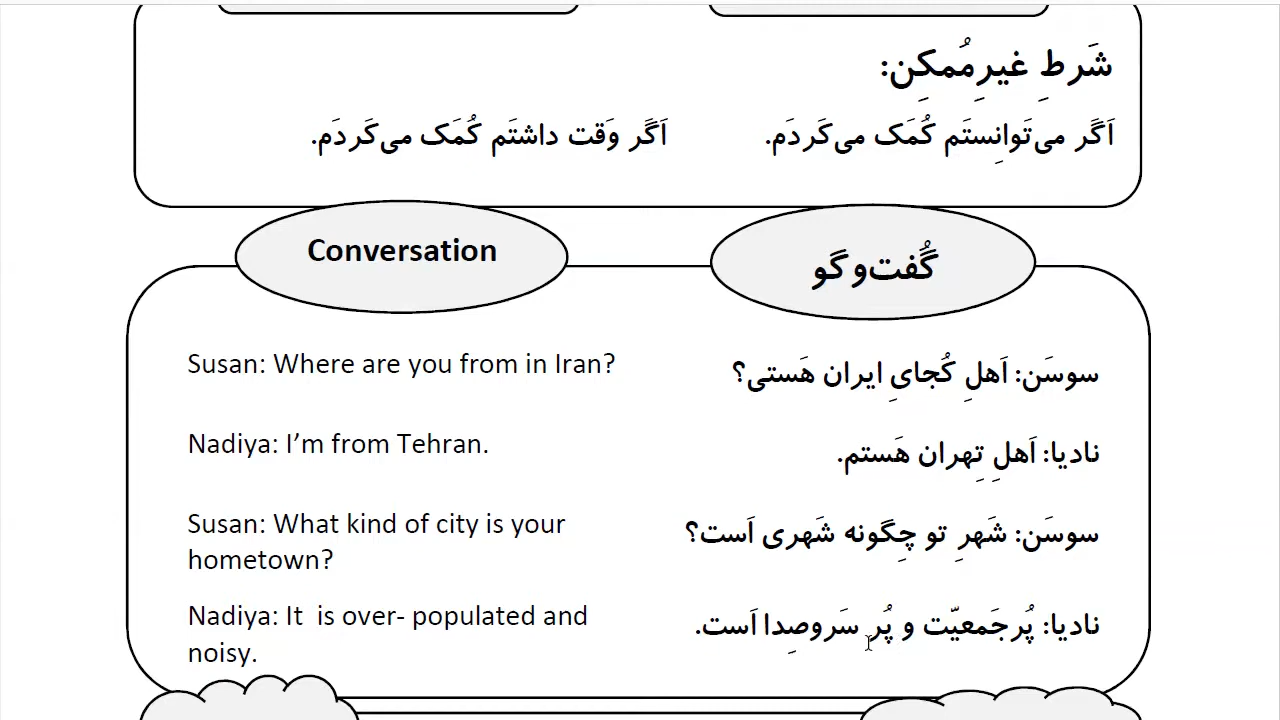 شَرطِ غیرِمُمکِن:
اَگَر می‌تَوانِستَم کُمَک می‌کَردَم. اَگَر وَقت داشتَم کُمَک می‌کَردَم.
Conversation گُفت‌وگو
Susan: Where are you from in Iran?
سوسَن: اَهلِ کُجایِ ایران هَستی؟
Nadiya: I’m from Tehran.
نادیا: اَهلِ تِهران هَستم.
Susan: What kind of city is your
hometown?
سوسَن: شَهرِ تو چِگونه شَهری اَست؟
Nadiya: It is over- populated and
noisy.
نادیا: پُرجَمعیّت و پُر سَروصِدا اَست.